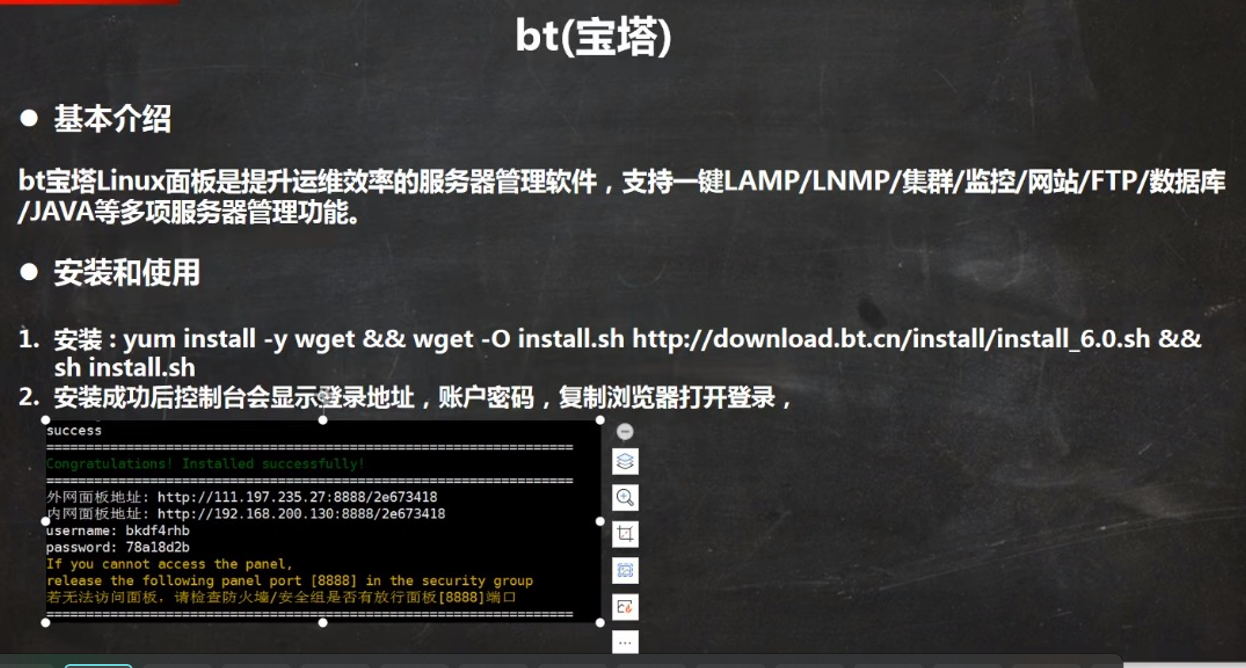 bt(宝塔)
● 基本介绍
bt宝塔Linux面板是提升运维效率的服务器管理软件，支持一键LAMP/LNMP/集群/监控/网站/FTP/数据库
/JAVA等多项服务器管理功能。
● 安装和使用
1. 安装 : yum install -y wget && wget -O install.sh http://download.bt.cn/install/install_6.0.sh &&
sh install.sh
2. 安装成功后控制台会显示登录地址，账户密码，复制浏览器打开登录，
success
==================================================================
Congratulations! Installed successfully!
==================================================================
外网面板地址: http://111.197.235.27:8888/2e673418
内网面板地址: http://192.168.200.130:8888/2e673418
username: bkdf4rhb
password: 78a18d2b
If you cannot access the panel,
release the following panel port [8888] in the security group
若无法访问面板，请检查防火墙/安全组是否有放行面板[8888]端口
==================================================================